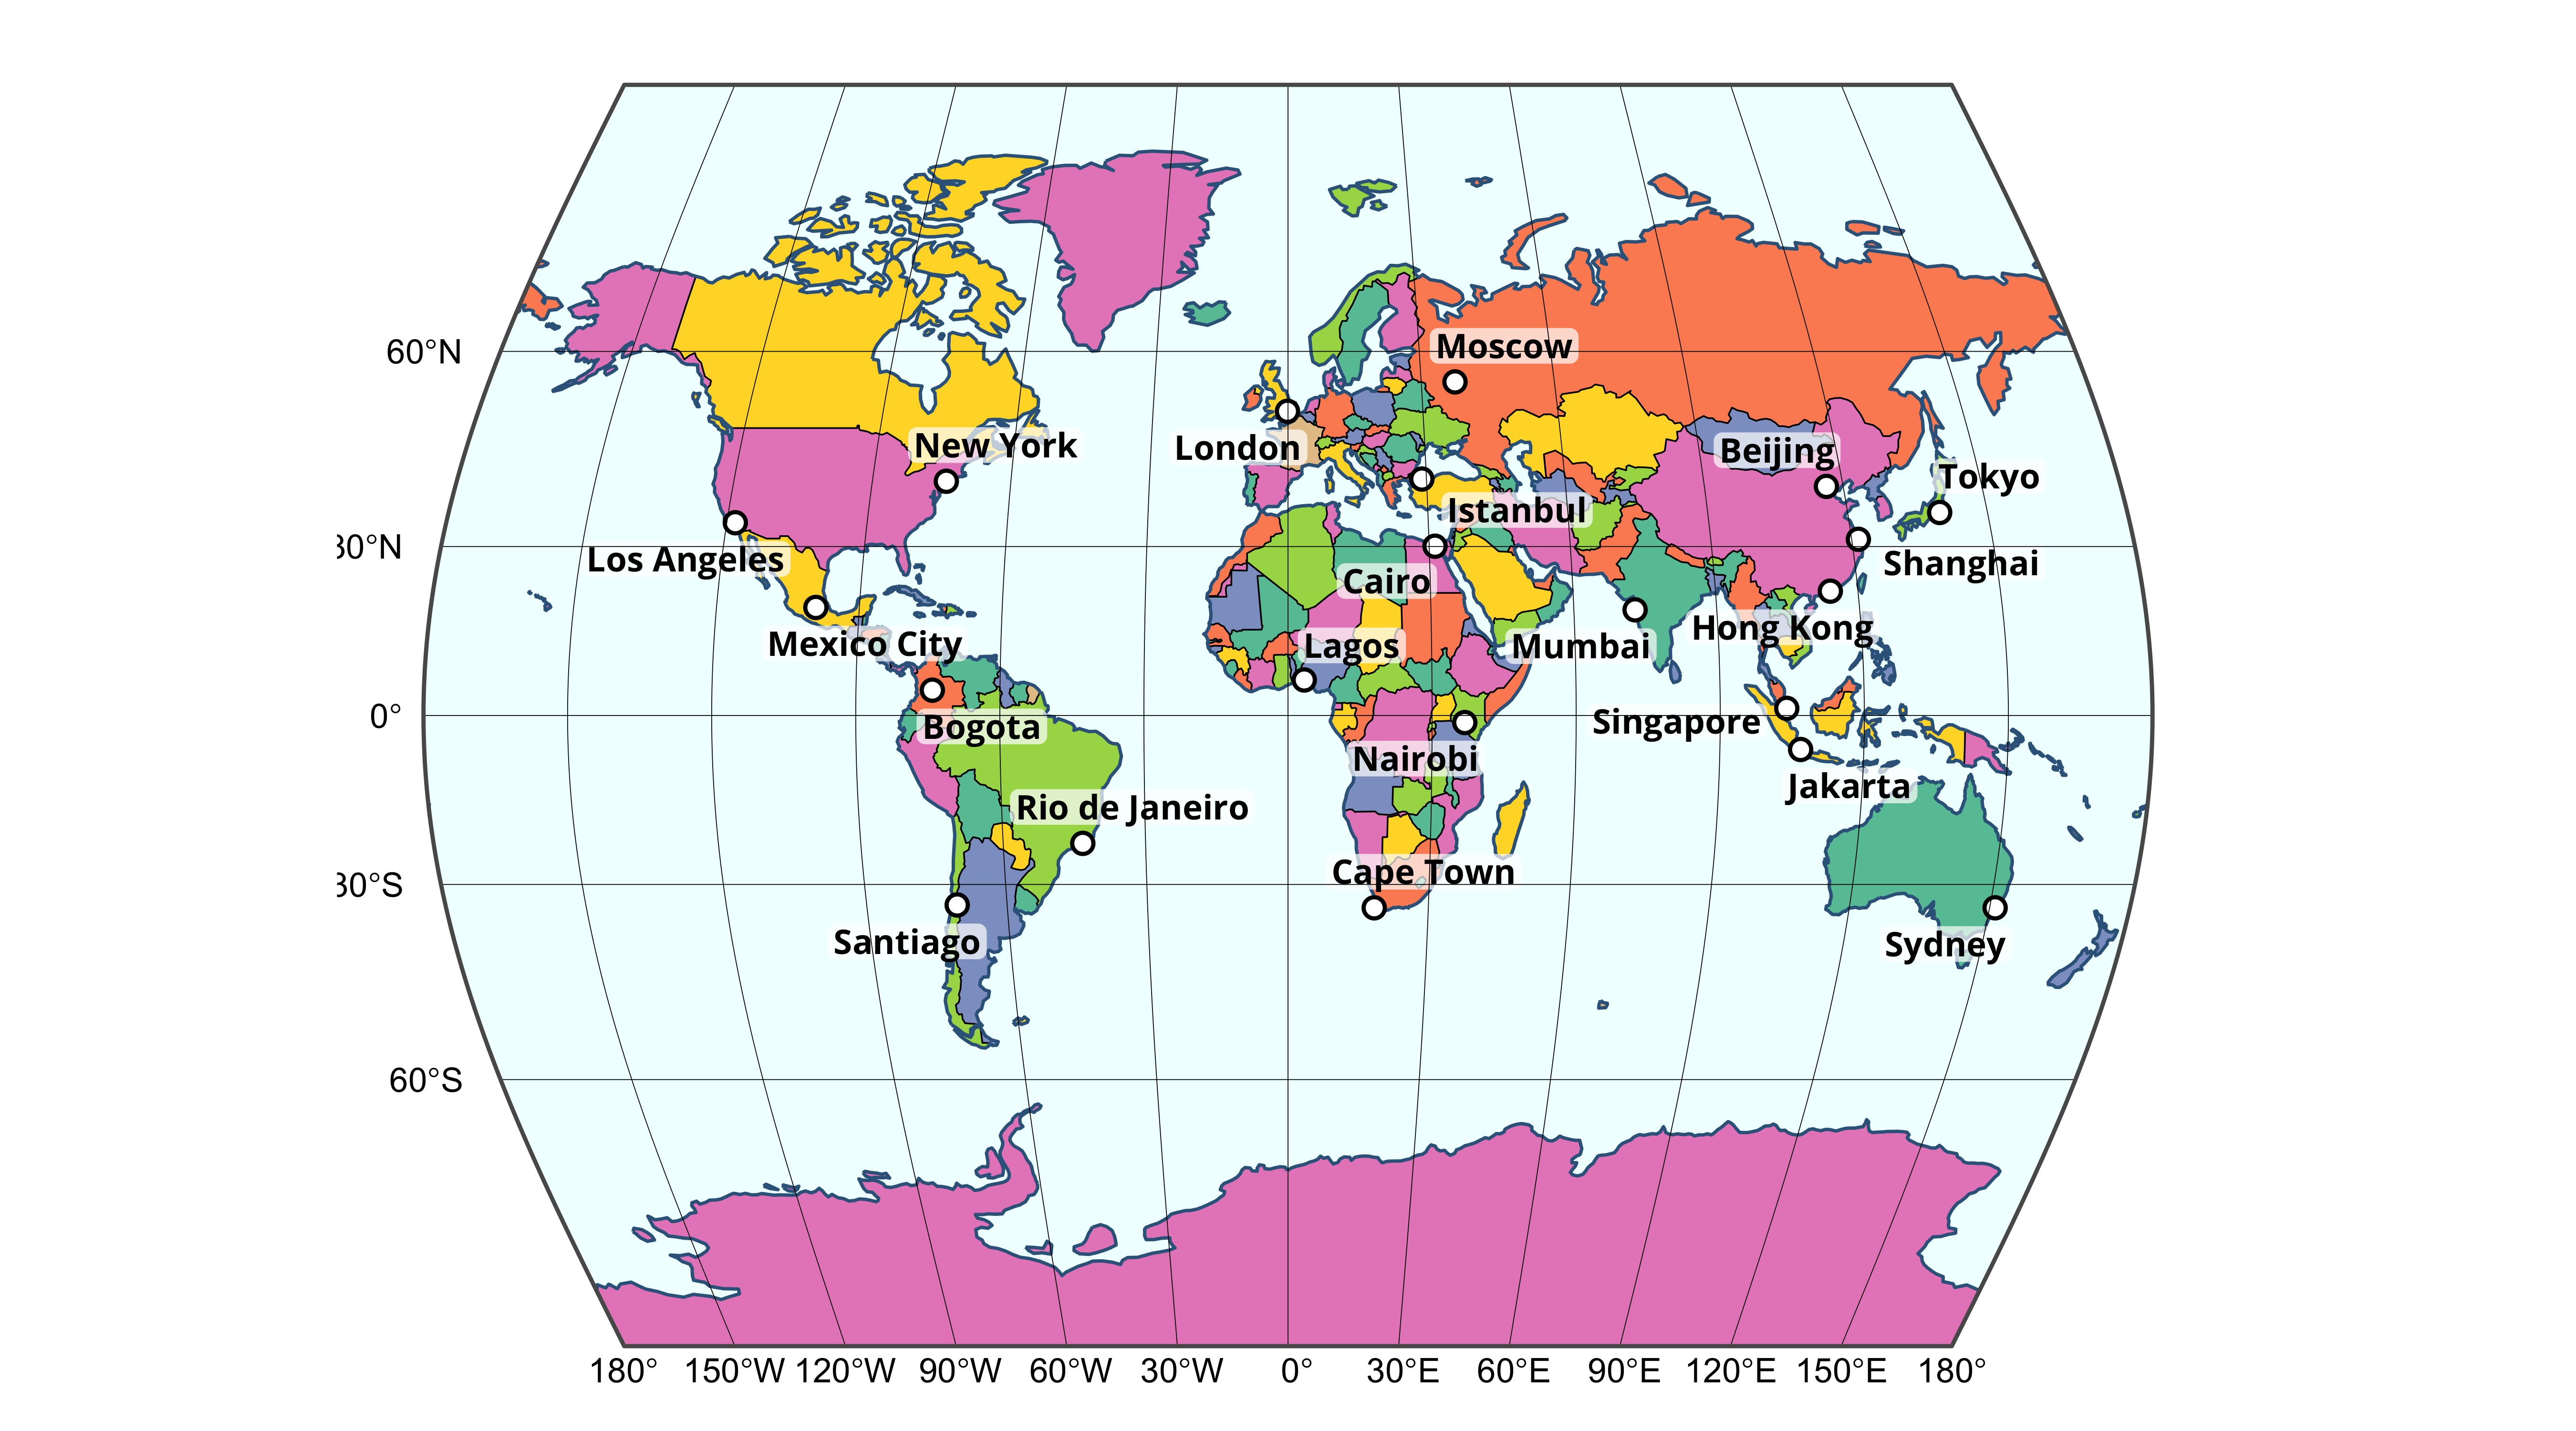 60°N
Moscow
New York
London
Beijing
Tokyo
Istanbul
30°N
Los Angeles
Cairo
Shanghai
Mexico City
Lagos
Mumbai
Hong Kong
0°
Bogota
Singapore
Nairobi
Jakarta
Rio de Janeiro
30°S
Cape Town
Santiago
Sydney
60°S
180° 150°W 120°W 90°W 60°W 30°W 0° 30°E 60°E 90°E 120°E 150°E 180°